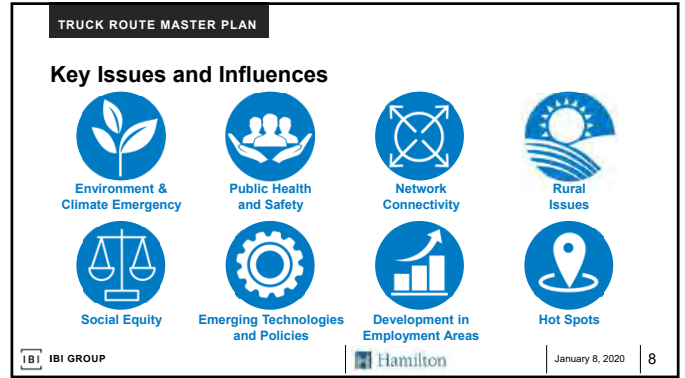 TRUCK ROUTE MASTER PLAN
Key Issues and Influences
Environment &
Climate Emergency
Public Health
and Safety
Network
Connectivity
Rural
Issues
Social Equity
Emerging Technologies
and Policies
Development in
Employment Areas
Hot Spots
IBI IBI GROUP
Hamilton
January 8, 2020
8